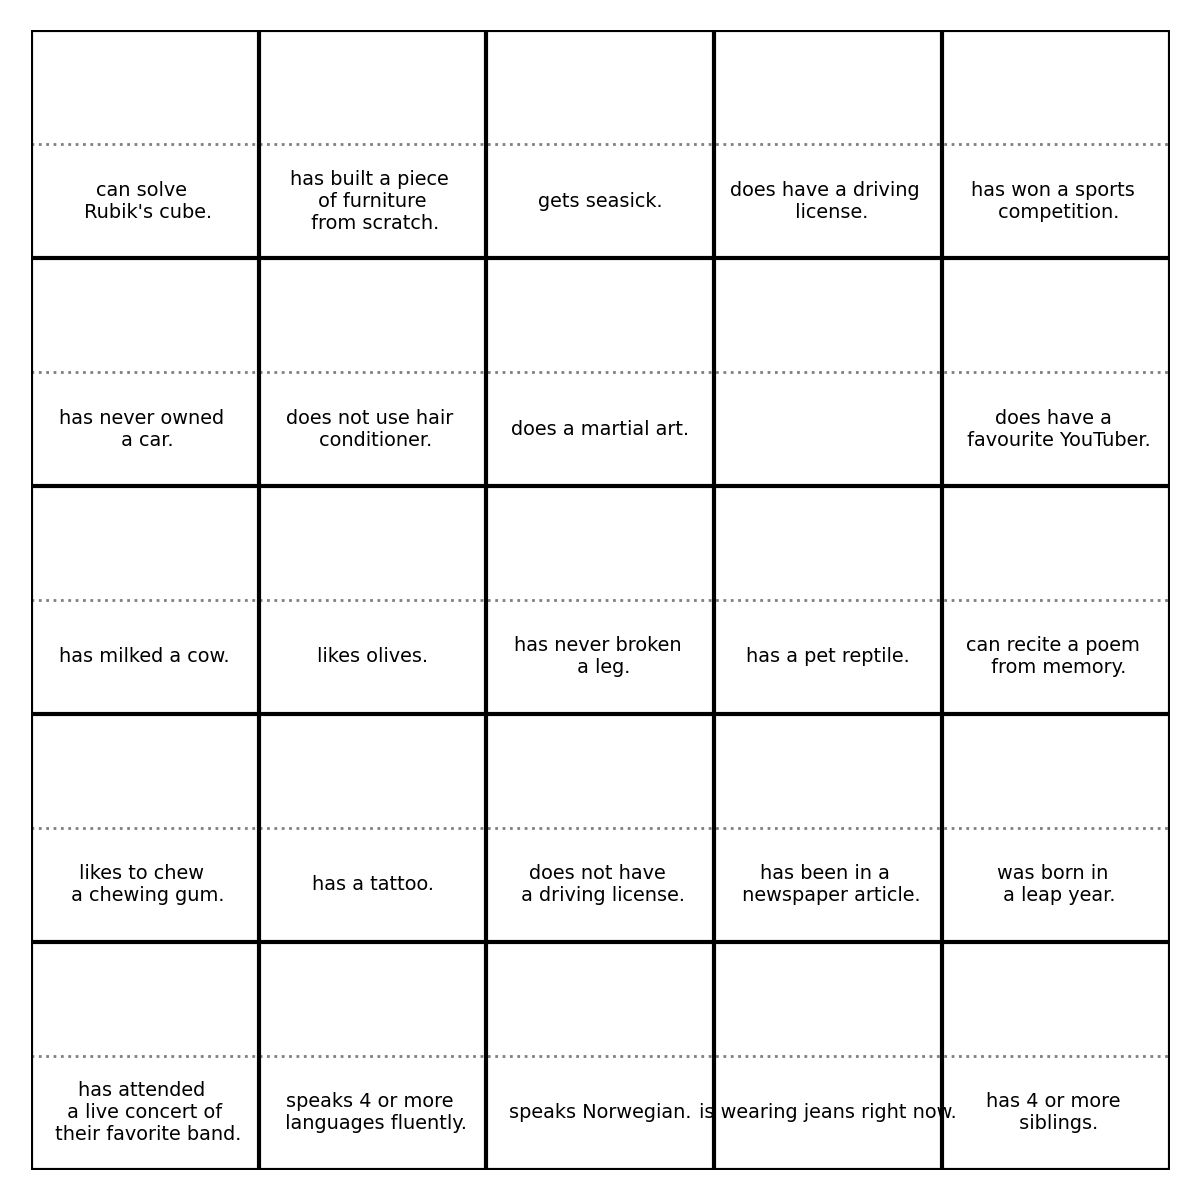 can solve
Rubik's cube.
has built a piece
of furniture
from scratch.
gets seasick.
does have a driving
license.
has won a sports
competition.
has never owned
a car.
does not use hair
conditioner.
does a martial art.
does have a
favourite YouTuber.
has milked a cow.
likes olives.
has never broken
a leg.
has a pet reptile.
can recite a poem
from memory.
likes to chew
a chewing gum.
has a tattoo.
does not have
a driving license.
has been in a
newspaper article.
was born in
a leap year.
has attended
a live concert of
their favorite band.
speaks 4 or more
languages fluently.
speaks Norwegian.
is wearing jeans right now.
has 4 or more
siblings.